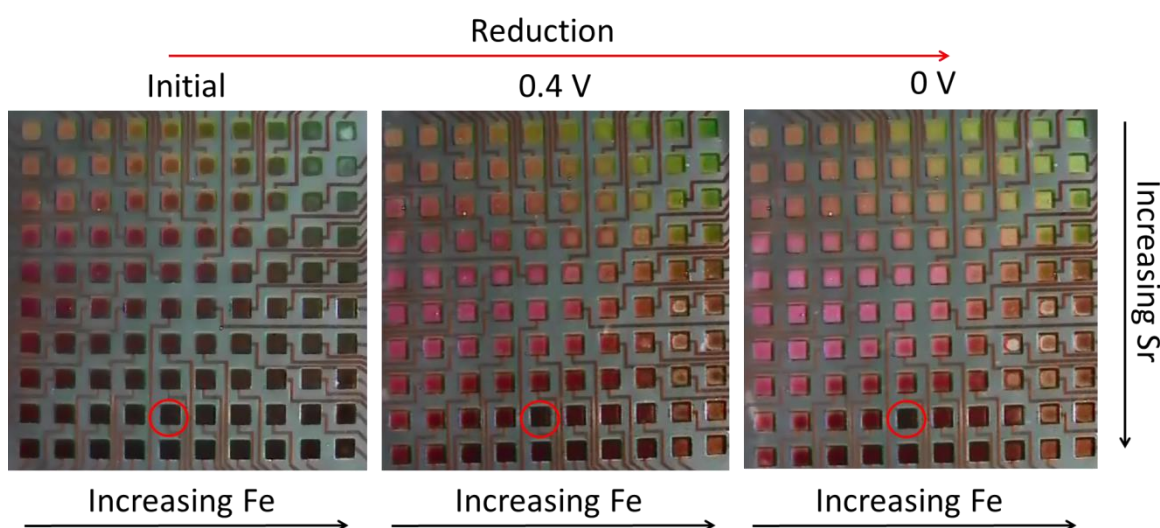 Reduction
Initial
0.4 V
0 V
Increasing Sr
Increasing Fe
Increasing Fe
Increasing Fe